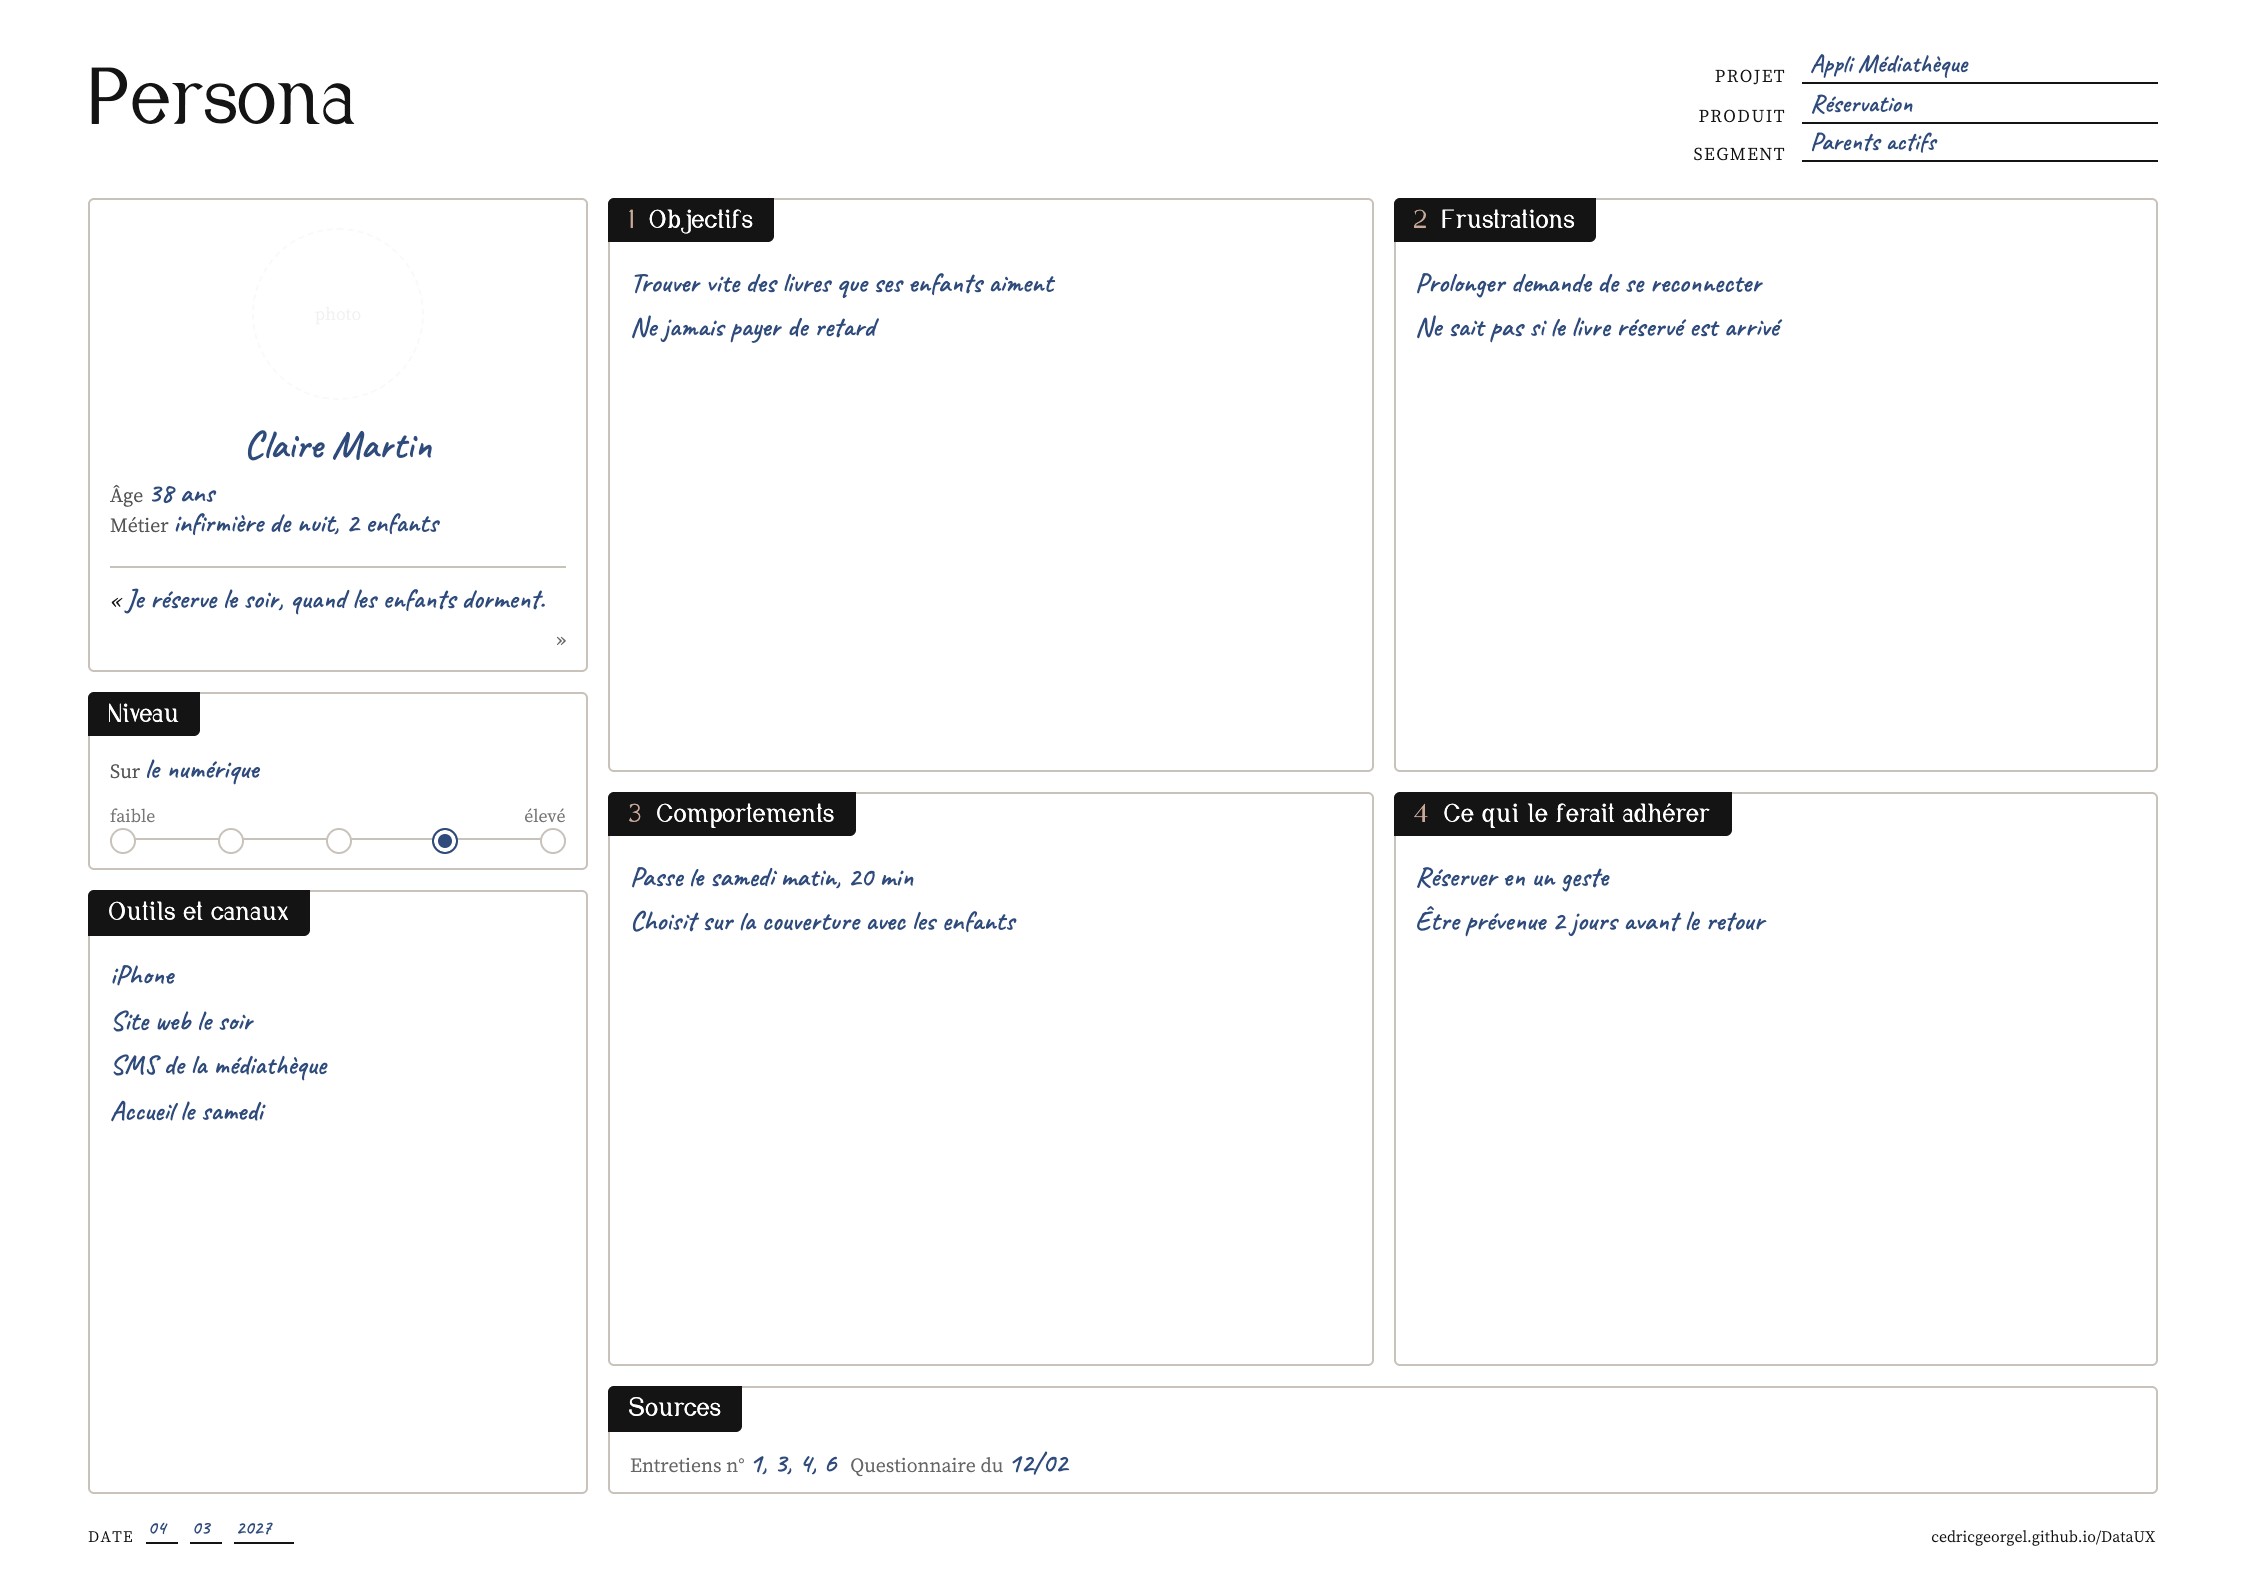 Persona
PROJET Appli Médiathèque
PRODUIT Réservation
SEGMENT Parents actifs
photo
Claire Martin
Âge 38 ans
Métier infirmière de nuit, 2 enfants
« Je réserve le soir, quand les enfants dorment.
»
Niveau
Sur le numérique
faible élevé
Outils et canaux
iPhone
Site web le soir
SMS de la médiathèque
Accueil le samedi
1 Objectifs
Trouver vite des livres que ses enfants aiment
Ne jamais payer de retard
2 Frustrations
Prolonger demande de se reconnecter
Ne sait pas si le livre réservé est arrivé
3 Comportements
Passe le samedi matin, 20 min
Choisit sur la couverture avec les enfants
4 Ce qui le ferait adhérer
Réserver en un geste
Être prévenue 2 jours avant le retour
Sources
Entretiens n° 1, 3, 4, 6 Questionnaire du 12/02
DATE 04 03 2027
cedricgeorgel.github.io/DataUX